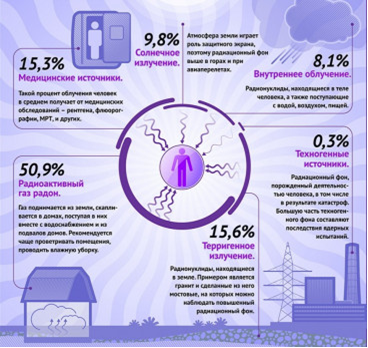 15,3%
Медицинские источники.
Такой процент облучения человек
в среднем получает от медицинских
обследований – рентгена, флюорог-
рафии, МРТ, и других.
9,8%
Солнечное
излучение.
Атмосфера земли играет
роль защитного экрана,
поэтому радиационный фон
выше в горах и при
авиаперелетах.
8,1%
Внутреннее облучение.
Радионуклиды, находящиеся в теле
человека, а также поступающие
с водой, воздухом, пищей.
0,3%
Техногенные
источники.
Радиационный фон,
порожденный деятельнос-
тью человека, в том числе
в результате катастроф.
Большую часть техноген-
ного фона составляют
последствия ядерных
испытаний.
50,9%
Радиоактивный
газ радон.
Газ поднимается из земли, скапли-
вается в домах, поступая в них
вместе с водоснабжением и из
подвалов домов. Рекомендуется
чаще проветривать помещения,
проводить влажную уборку.
15,6%
Терригенное
излучение.
Радионуклиды, находящиеся
в земле. Примером является
гранит и сделанные из него
мостовые, на которых можно
наблюдать повышенный
радиационный фон.